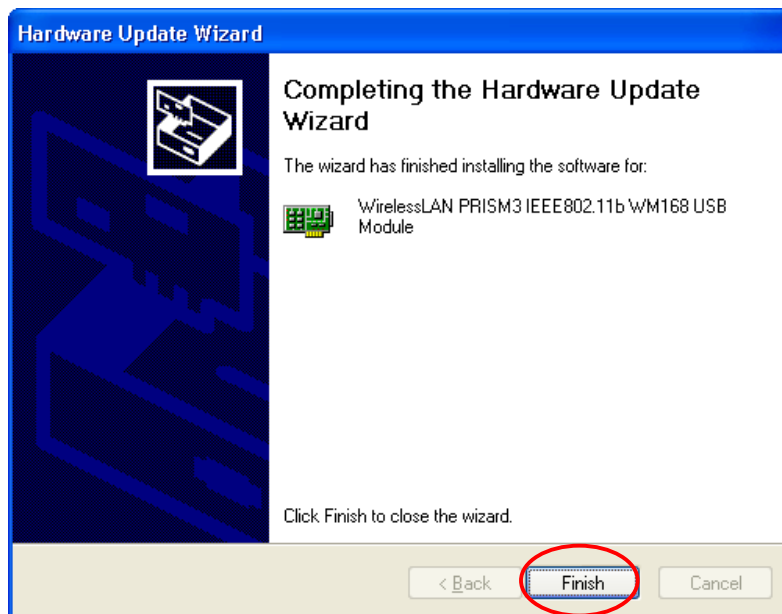 Hardware Update Wizard
Completing the Hardware Update
Wizard
The wizard has finished installing the software for:
WirelessLAN PRISM3 IEEE802.11b WM168 USB
Module
Click Finish to close the wizard.
< Back Finish Cancel